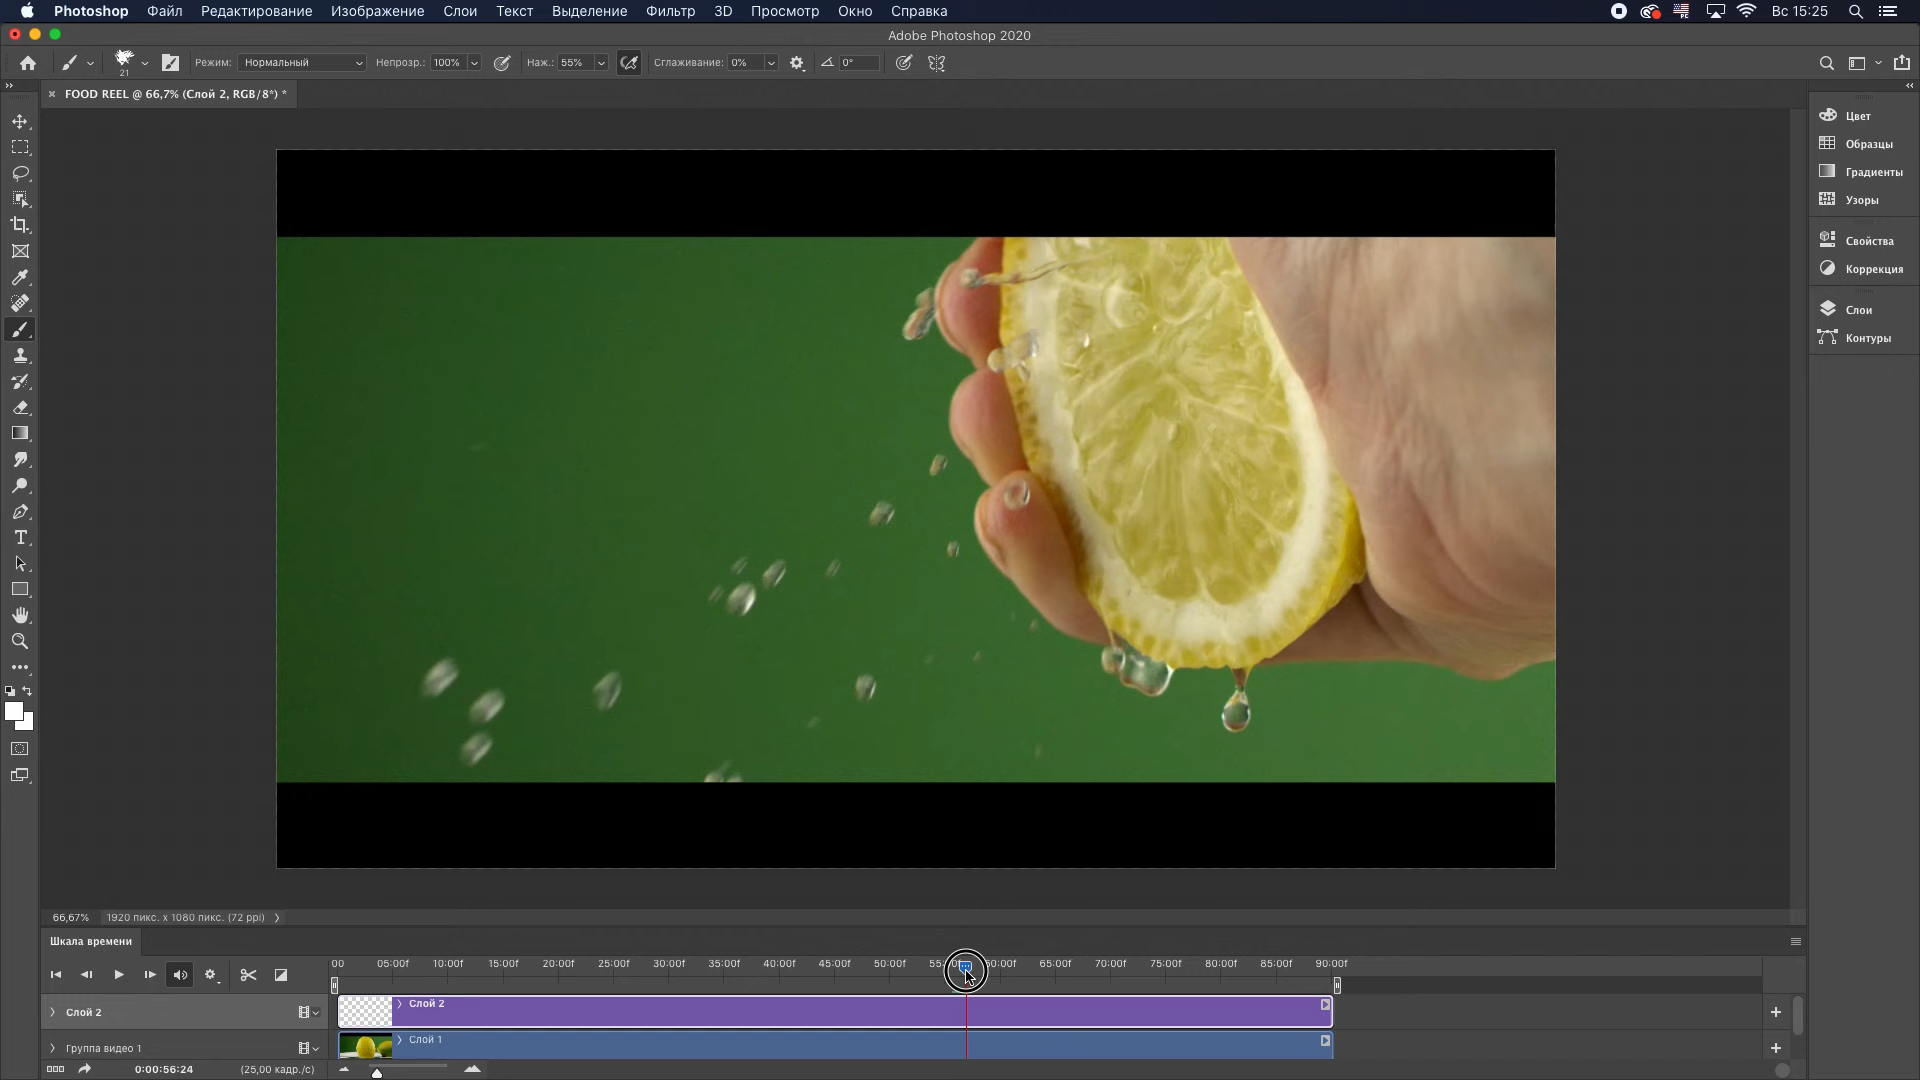 Photoshop Файл Редактирование Изображение Слои Текст Выделение Фильтр 3D Просмотр Окно Справка Вс 15:25
Adobe Photoshop 2020
21 Режим: Нормальный Непрозр.: 100% Наж.: 55% Сглаживание: 0% 0°
FOOD REEL @ 66,7% (Слой 2, RGB/8*) *
Цвет
Образцы
Градиенты
Узоры
Свойства
Коррекция
Слои
Контуры
66,67% 1920 пикс. x 1080 пикс. (72 ppi)
Шкала времени
00 05:00f 10:00f 15:00f 20:00f 25:00f 30:00f 35:00f 40:00f 45:00f 50:00f 65:00f 70:00f 75:00f 80:00f 85:00f 90:00f
Слой 2 Слой 2
Группа видео 1 Слой 1
0:00:56:24 (25,00 кадр./с)